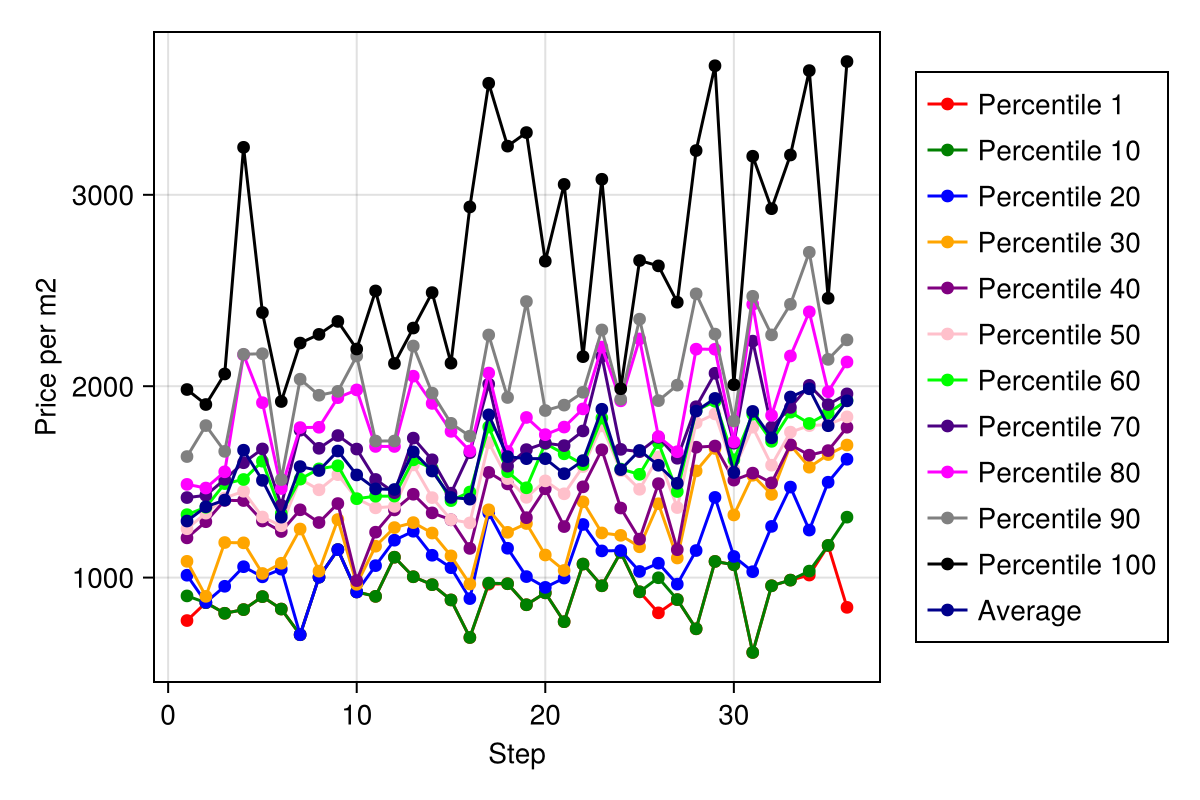 Price per m2
3000
2000
1000
0
10
20
30
Step
Percentile 1
Percentile 10
Percentile 20
Percentile 30
Percentile 40
Percentile 50
Percentile 60
Percentile 70
Percentile 80
Percentile 90
Percentile 100
Average